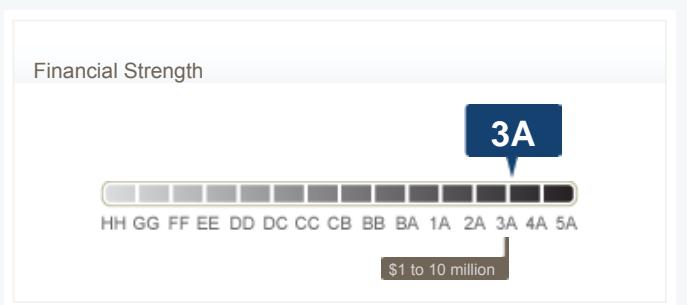 Financial Strength
3A
HH GG FF EE DD DC CC CB BB BA 1A 2A 3A 4A 5A
$1 to 10 million